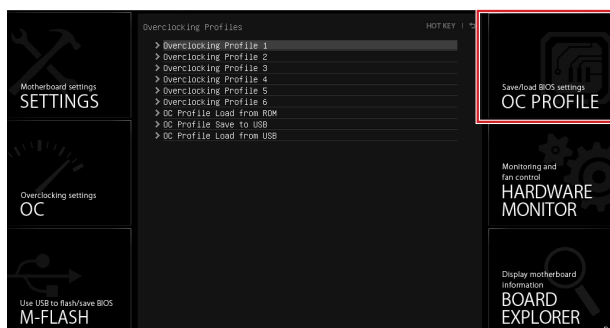 Overclocking Profiles
HOT KEY |
> Overclocking Profile 1
> Overclocking Profile 2
> Overclocking Profile 3
> Overclocking Profile 4
> Overclocking Profile 5
> Overclocking Profile 6
> OC Profile Load from ROM
> OC Profile Save to USB
> OC Profile Load from USB
Motherboard settings
SETTINGS
Overclocking settings
OC
Use USB to flash/save BIOS
M-FLASH
Save/load BIOS settings
OC PROFILE
Monitoring and
fan control
HARDWARE
MONITOR
Display motherboard
information
BOARD
EXPLORER